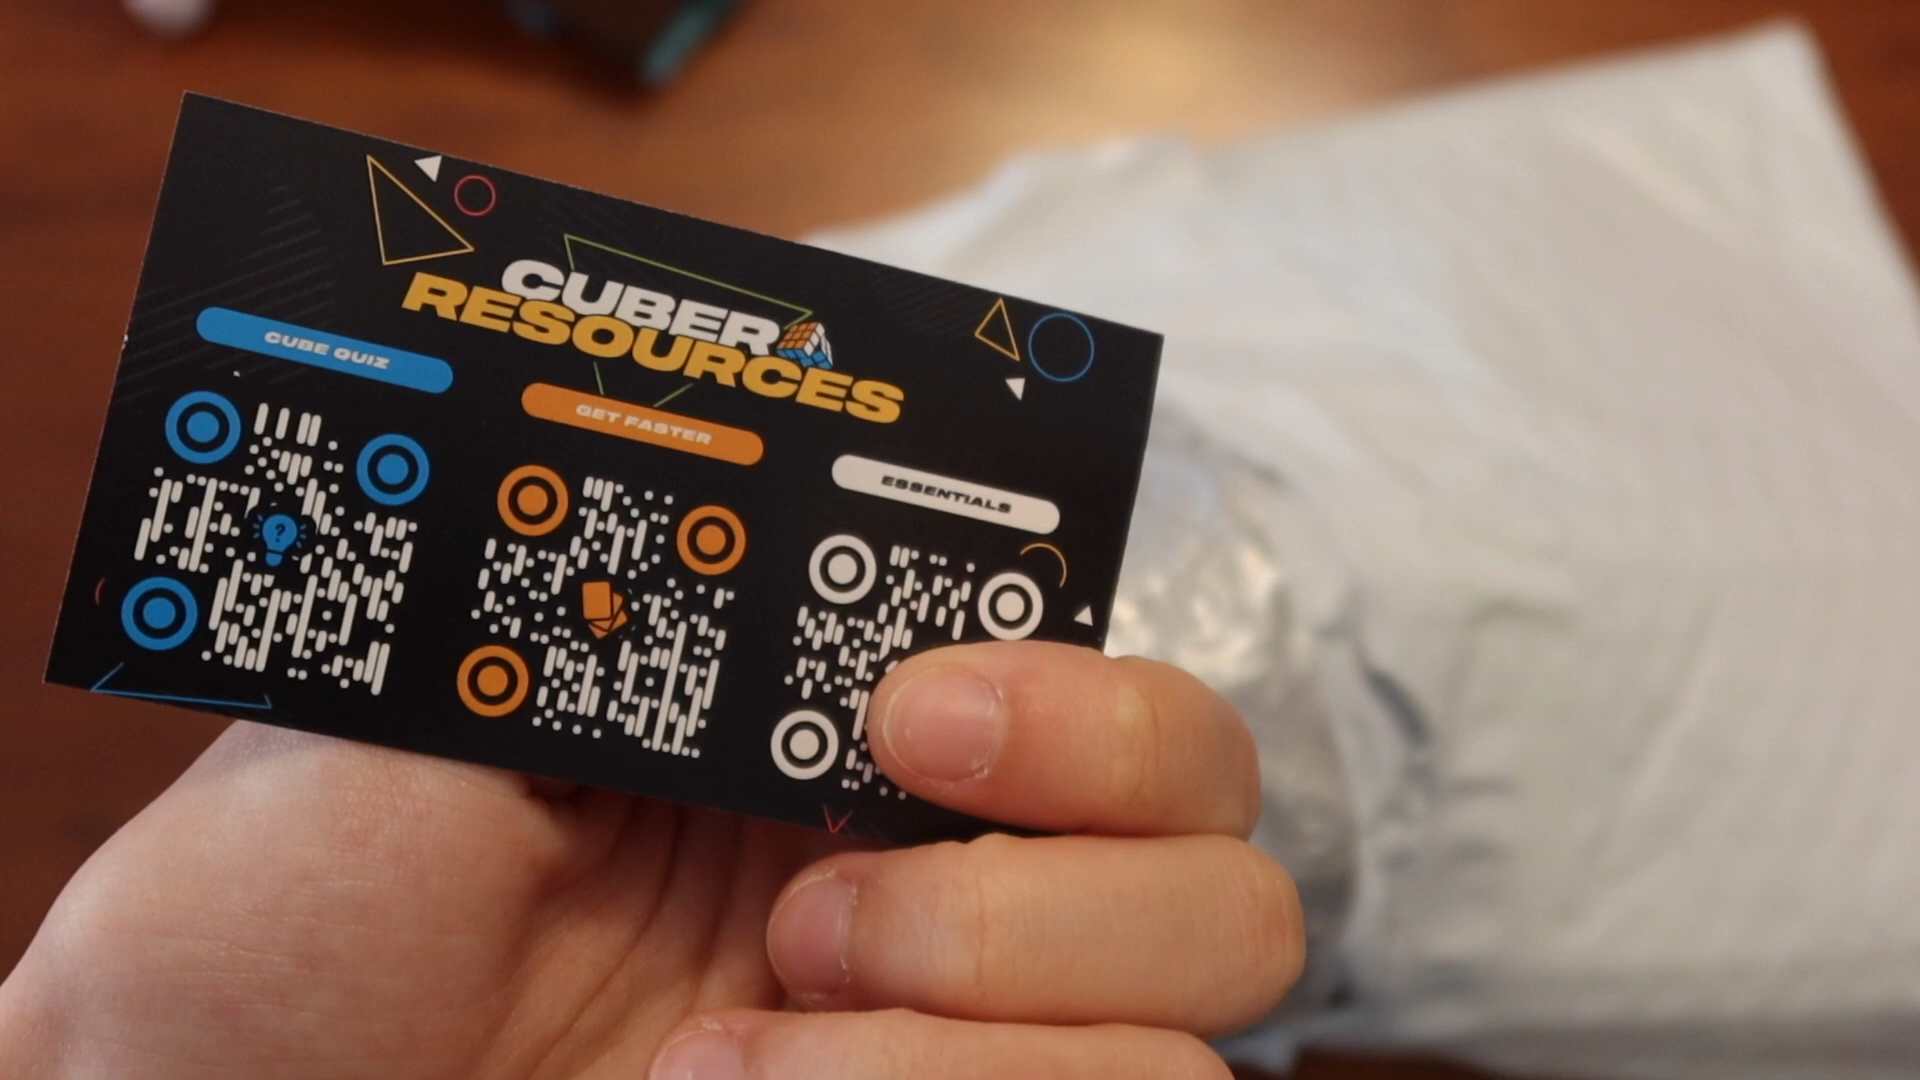 CUBER
RESOURCES
CUBE QUIZ
GET FASTER
ESSENTIALS
?